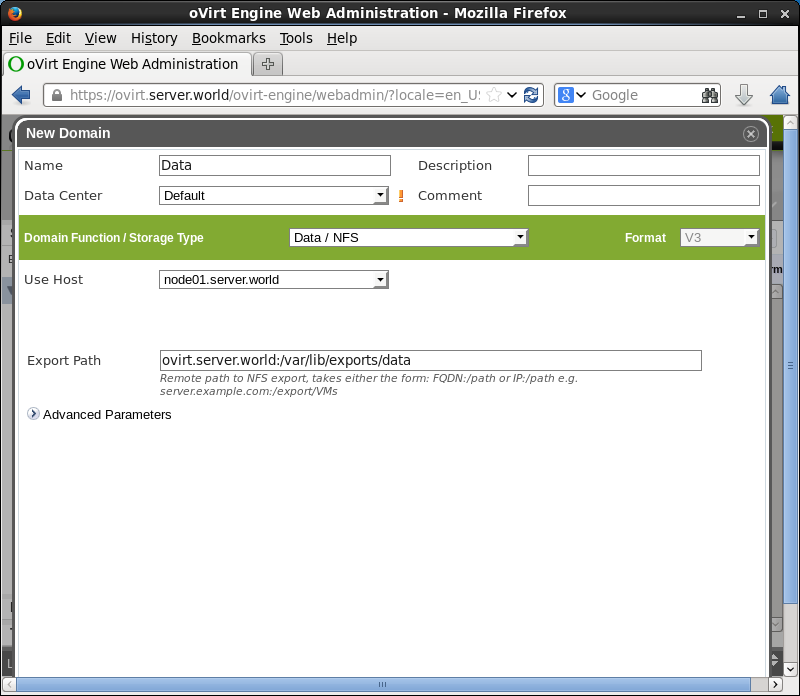 oVirt Engine Web Administration - Mozilla Firefox
File Edit View History Bookmarks Tools Help
oVirt Engine Web Administration
https://ovirt.server.world/ovirt-engine/webadmin/?locale=en_US
Google
New Domain
Name Data Description
Data Center Default Comment
Domain Function / Storage Type Data / NFS Format V3
Use Host node01.server.world
Export Path ovirt.server.world:/var/lib/exports/data
Remote path to NFS export, takes either the form: FQDN:/path or IP:/path e.g.
server.example.com:/export/VMs
Advanced Parameters